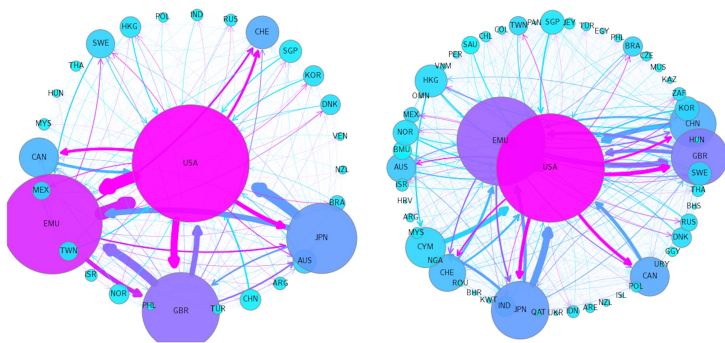 POL
IND
RUS
HKG
CHE
SWE
SGP
THA
KOR
HUN
DNK
MYS
VEN
CAN
USA
NZL
MEX
BRA
EMU
JPN
TWN
AUS
ISR
ARG
NOR
PHL
GBR
TUR
CHN
PAN
SGP
JEY
TUR
COL
TWN
EGY
CHL
PHL
SAU
BRA
PER
CZE
VNM
MUS
HKG
KAZ
OMN
ZAF
MEX
KOR
NOR
CHN
EMU
HUN
BMU
GBR
AUS
USA
SWE
ISR
THA
HBV
BHS
ARG
RUS
MYS
DNK
CYM
GGY
NGA
URY
CHE
CAN
ROU
POL
BHR
ISL
KWT
NZL
IND
ARE
JPN
QAT
UKR
IDN